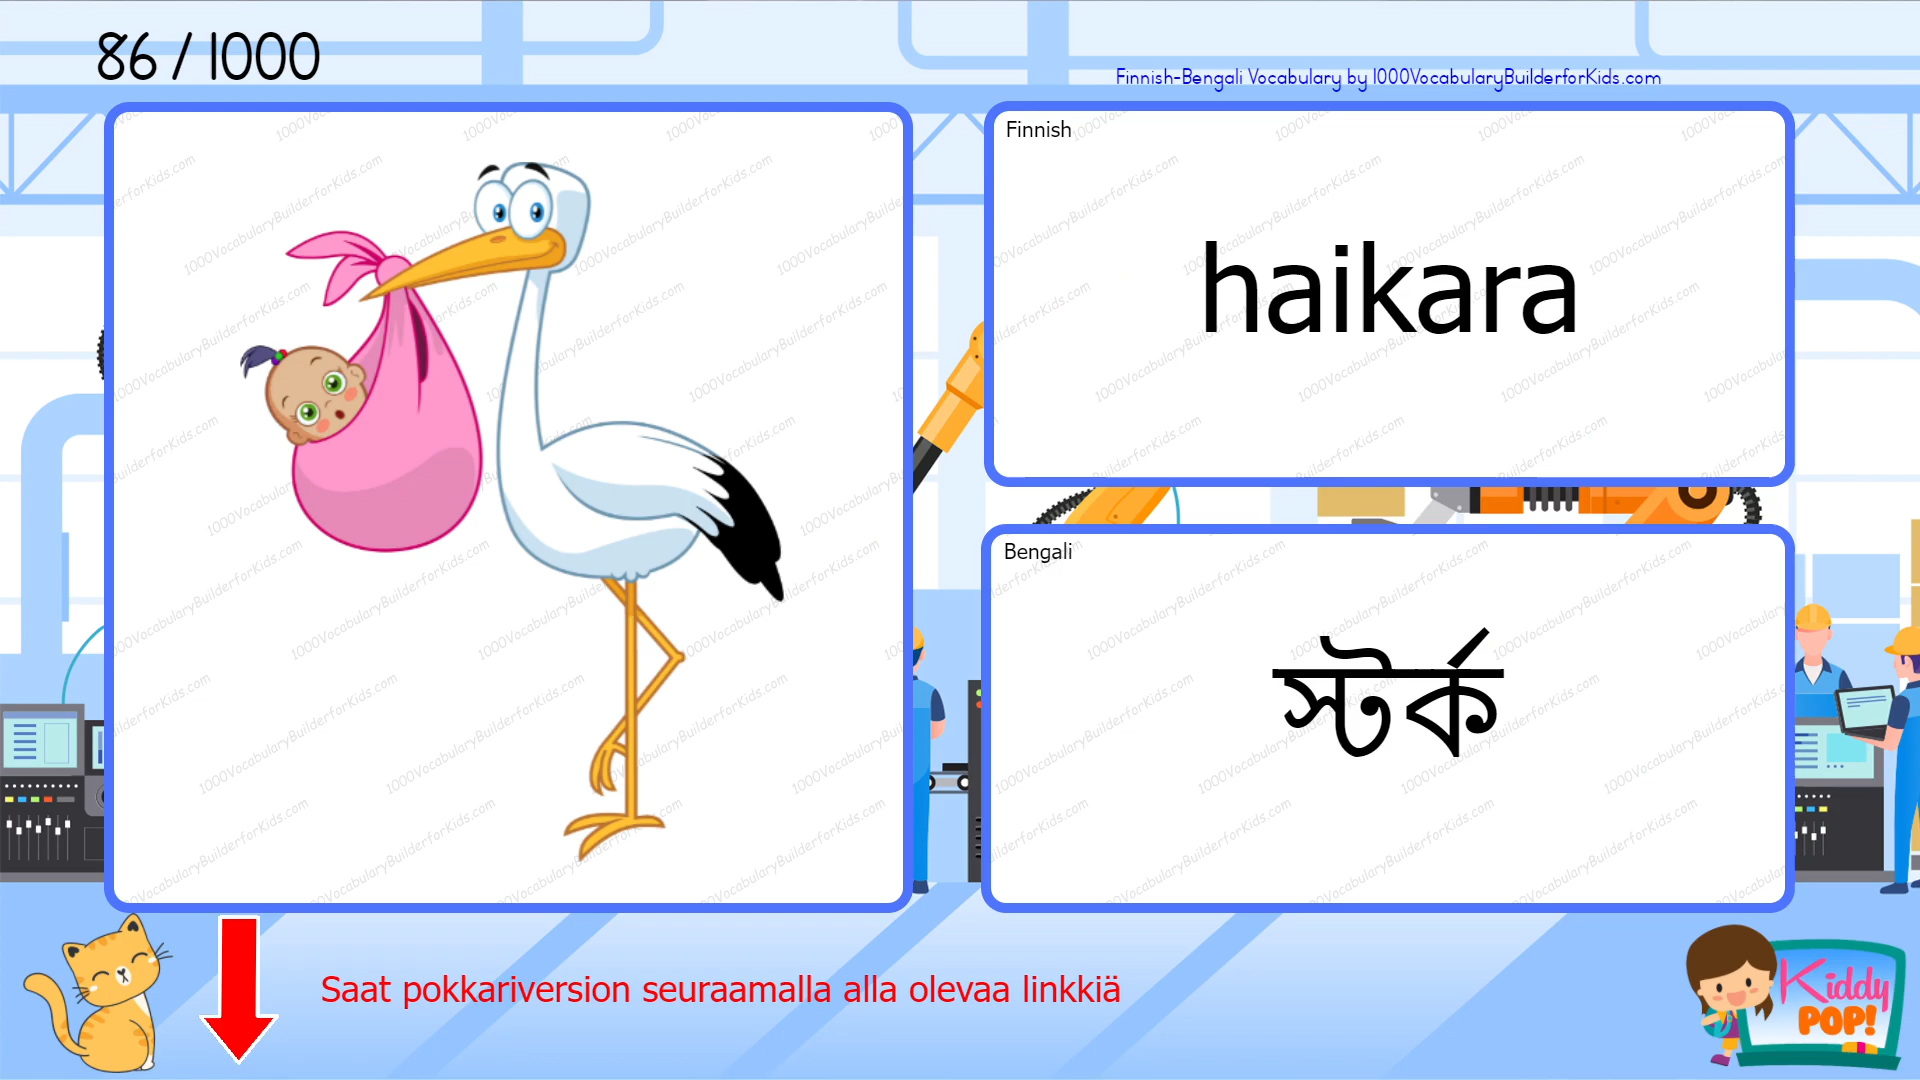 86 / 1000
Finnish-Bengali Vocabulary by 1000VocabularyBuilderforKids.com
Finnish
haikara
Bengali
স্টর্ক
Saat pokkariversion seuraamalla alla olevaa linkkiä
Kiddy
POP!